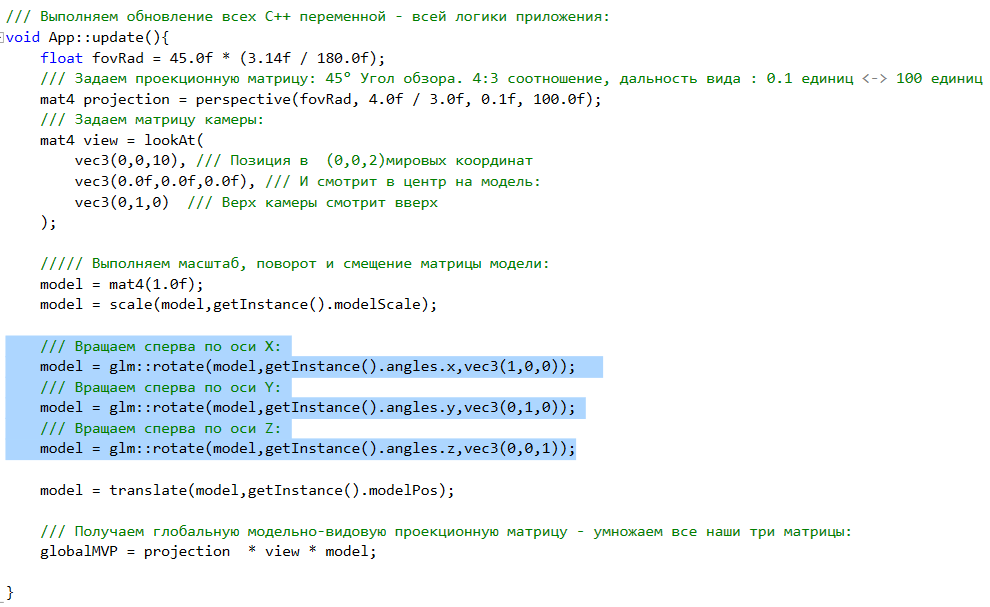 /// Выполняем обновление всех C++ переменной - всей логики приложения:
void App::update(){
float fovRad = 45.0f * (3.14f / 180.0f);
/// Задаем проекционную матрицу: 45° Угол обзора. 4:3 соотношение, дальность вида : 0.1 единиц <-> 100 единиц
mat4 projection = perspective(fovRad, 4.0f / 3.0f, 0.1f, 100.0f);
/// Задаем матрицу камеры:
mat4 view = lookAt(
vec3(0,0,10), /// Позиция в  (0,0,2)мировых координат
vec3(0.0f,0.0f,0.0f), /// И смотрит в центр на модель:
vec3(0,1,0)  /// Верх камеры смотрит вверх
);
///// Выполняем масштаб, поворот и смещение матрицы модели:
model = mat4(1.0f);
model = scale(model,getInstance().modelScale);
/// Вращаем сперва по оси X:
model = glm::rotate(model,getInstance().angles.x,vec3(1,0,0));
/// Вращаем сперва по оси Y:
model = glm::rotate(model,getInstance().angles.y,vec3(0,1,0));
/// Вращаем сперва по оси Z:
model = glm::rotate(model,getInstance().angles.z,vec3(0,0,1));
model = translate(model,getInstance().modelPos);
/// Получаем глобальную модельно-видовую проекционную матрицу - умножаем все наши три матрицы:
globalMVP = projection  * view * model;
}